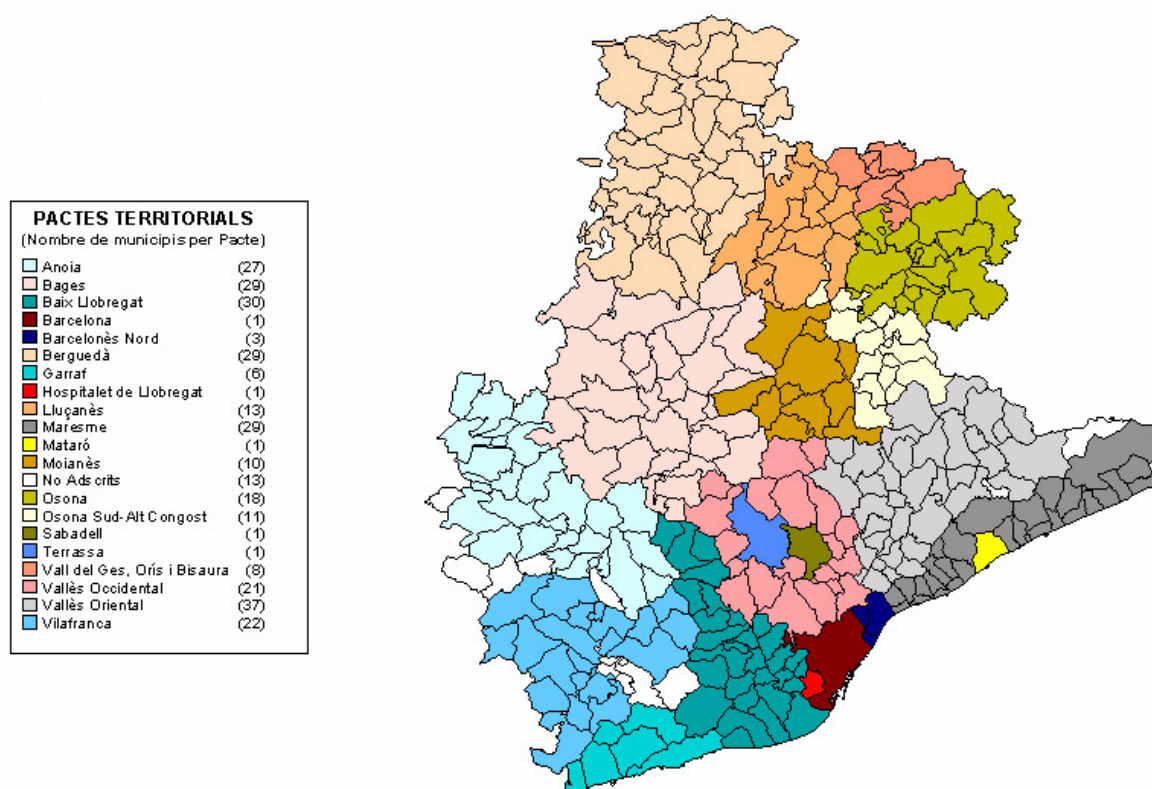 PACTES TERRITORIALS
(Nombre de municipis per Pacte)
Anoia (27)
Bages (29)
Baix Llobregat (30)
Barcelona (1)
Barcelonès Nord (3)
Berguedà (29)
Garraf (6)
Hospitalet de Llobregat (1)
Lluçanès (13)
Maresme (29)
Mataró (1)
Moianès (10)
No Adscrits (13)
Osona (18)
Osona Sud-Alt Congost (11)
Sabadell (1)
Terrassa (1)
Vall del Ges, Orís i Bisaura (8)
Vallès Occidental (21)
Vallès Oriental (37)
Vilafranca (22)